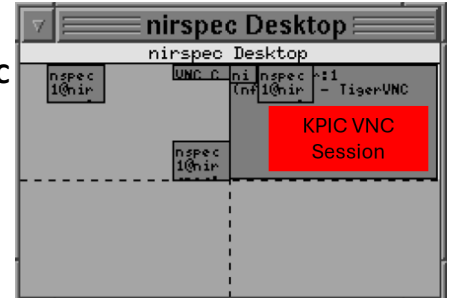 nirspec Desktop
nirspec Desktop
c
nspec
1@nir
VNC C
ni
nspec
:1
(nf
1@nir
- TigerVNC
KPIC VNC
Session
nspec
1@nir